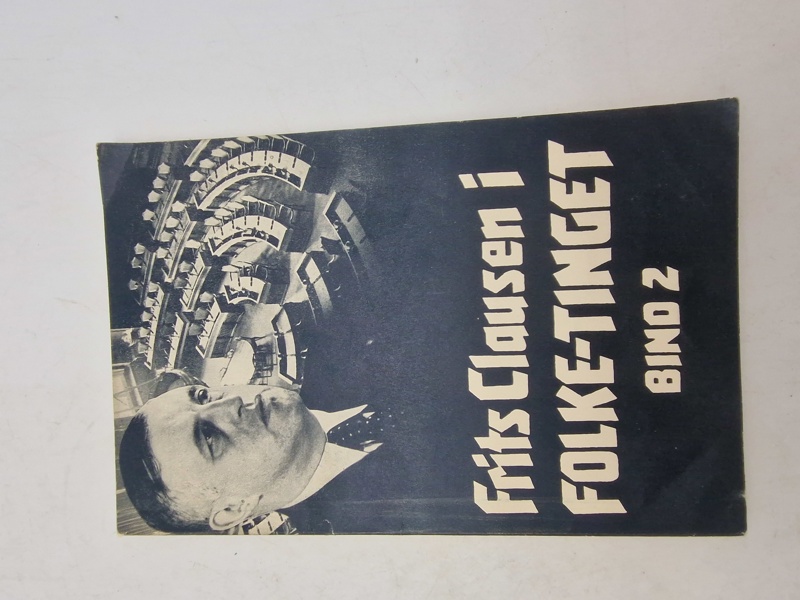 Frits Clausen i
FOLKE-TINGET
BIND 2